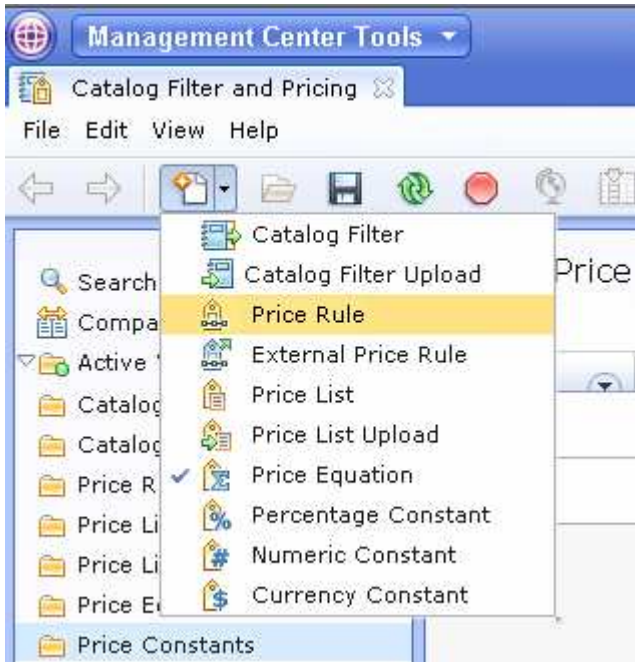 Management Center Tools
Catalog Filter and Pricing
File Edit View Help
Catalog Filter
Catalog Filter Upload
Price Rule
External Price Rule
Price List
Price List Upload
Price Equation
Percentage Constant
Numeric Constant
Currency Constant
Search
Compa
Active
Catalog
Catalog
Price R
Price Li
Price Li
Price E
Price Constants
Price